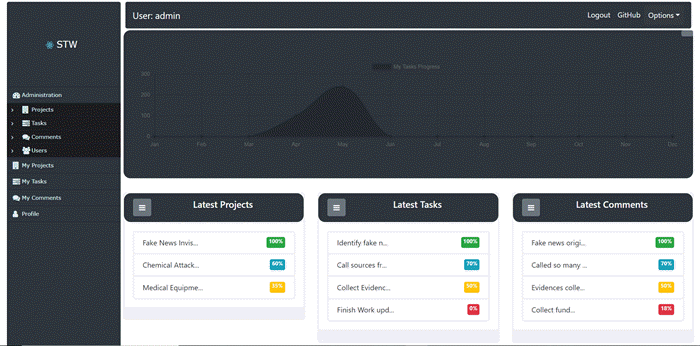 STW
User: admin
Logout GitHub Options
Administration
Projects
Tasks
Comments
Users
My Projects
My Tasks
My Comments
Profile
My Tasks Progress
300
200
100
0
Jan Feb Mar Apr May Jun Jul Aug Sep Oct Nov Dec
Latest Projects
Fake News Invis... 100%
Chemical Attack... 60%
Medical Equipme...
Latest Tasks
Identify fake n... 100%
Call sources fr... 70%
Collect Evidenc... 50%
Finish Work upd... 0%
Latest Comments
Fake news origi... 100%
Called so many ... 70%
Evidences colle... 50%
Collect fund... 18%